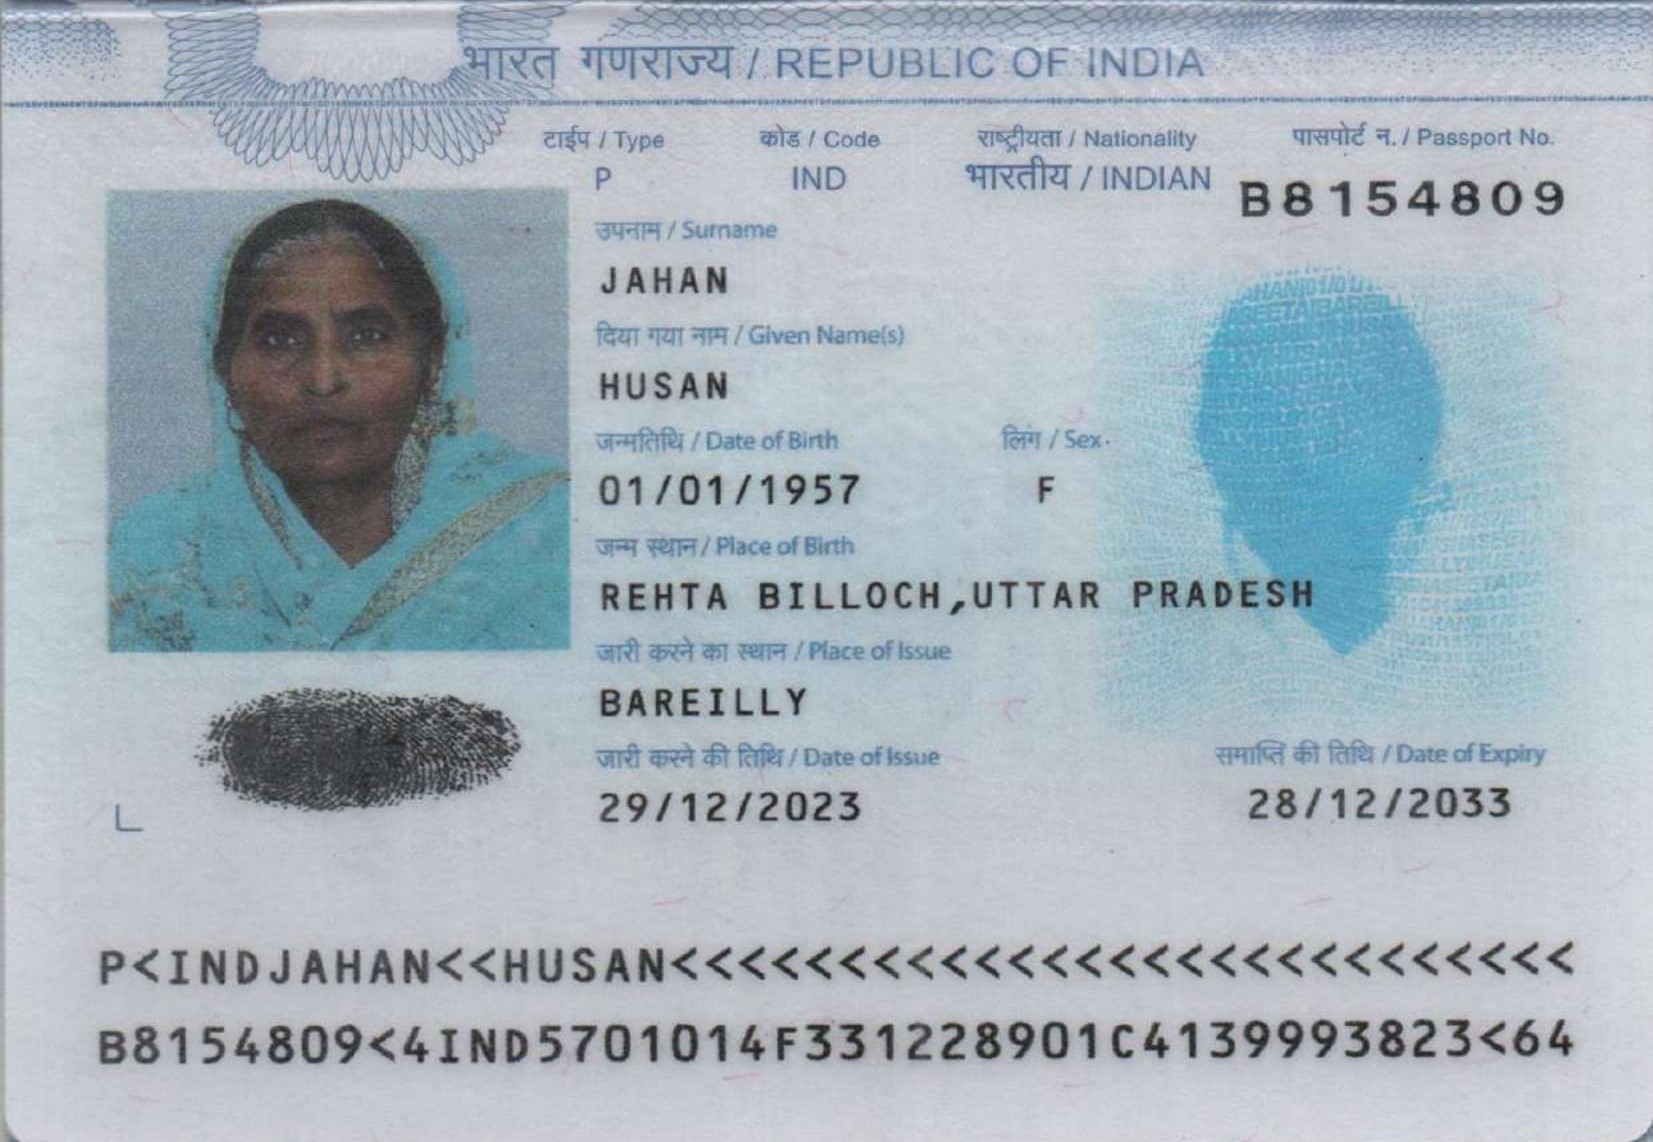 भारत गणराज्य / REPUBLIC OF INDIA
टाईप / Type कोड / Code राष्ट्रीयता / Nationality पासपोर्ट न. / Passport No.
P IND भारतीय / INDIAN B8154809
उपनाम / Surname
JAHAN
दिया गया नाम / Given Name(s)
HUSAN
जन्मतिथि / Date of Birth लिंग / Sex
01/01/1957 F
जन्म स्थान / Place of Birth
REHTA BILLOCH,UTTAR PRADESH
जारी करने का स्थान / Place of Issue
BAREILLY
जारी करने की तिथि / Date of Issue समाप्ति की तिथि / Date of Expiry
29/12/2023 28/12/2033
P<INDJAHAN<<HUSAN<<<<<<<<<<<<<<<<<<<<<<<<<<<
B8154809<4IND5701014F331228901C4139993823<64